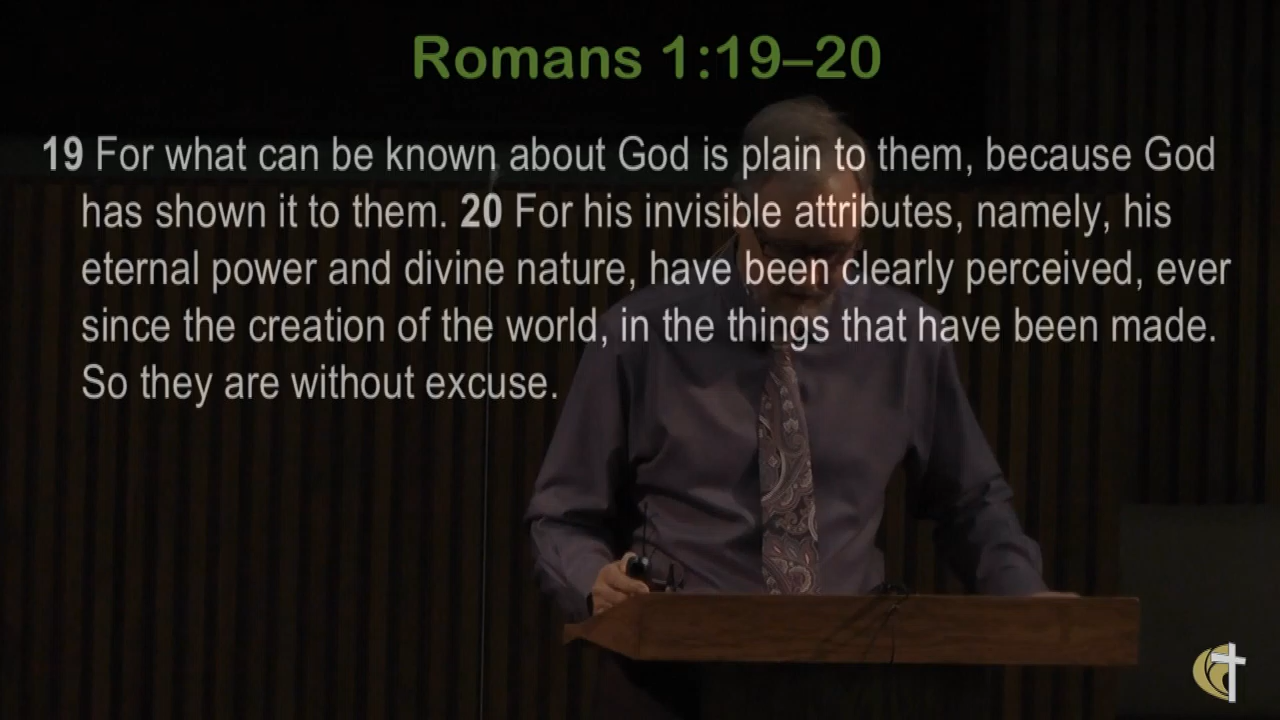 Romans 1:19–20
19 For what can be known about God is plain to them, because God
has shown it to them. 20 For his invisible attributes, namely, his
eternal power and divine nature, have been clearly perceived, ever
since the creation of the world, in the things that have been made.
So they are without excuse.